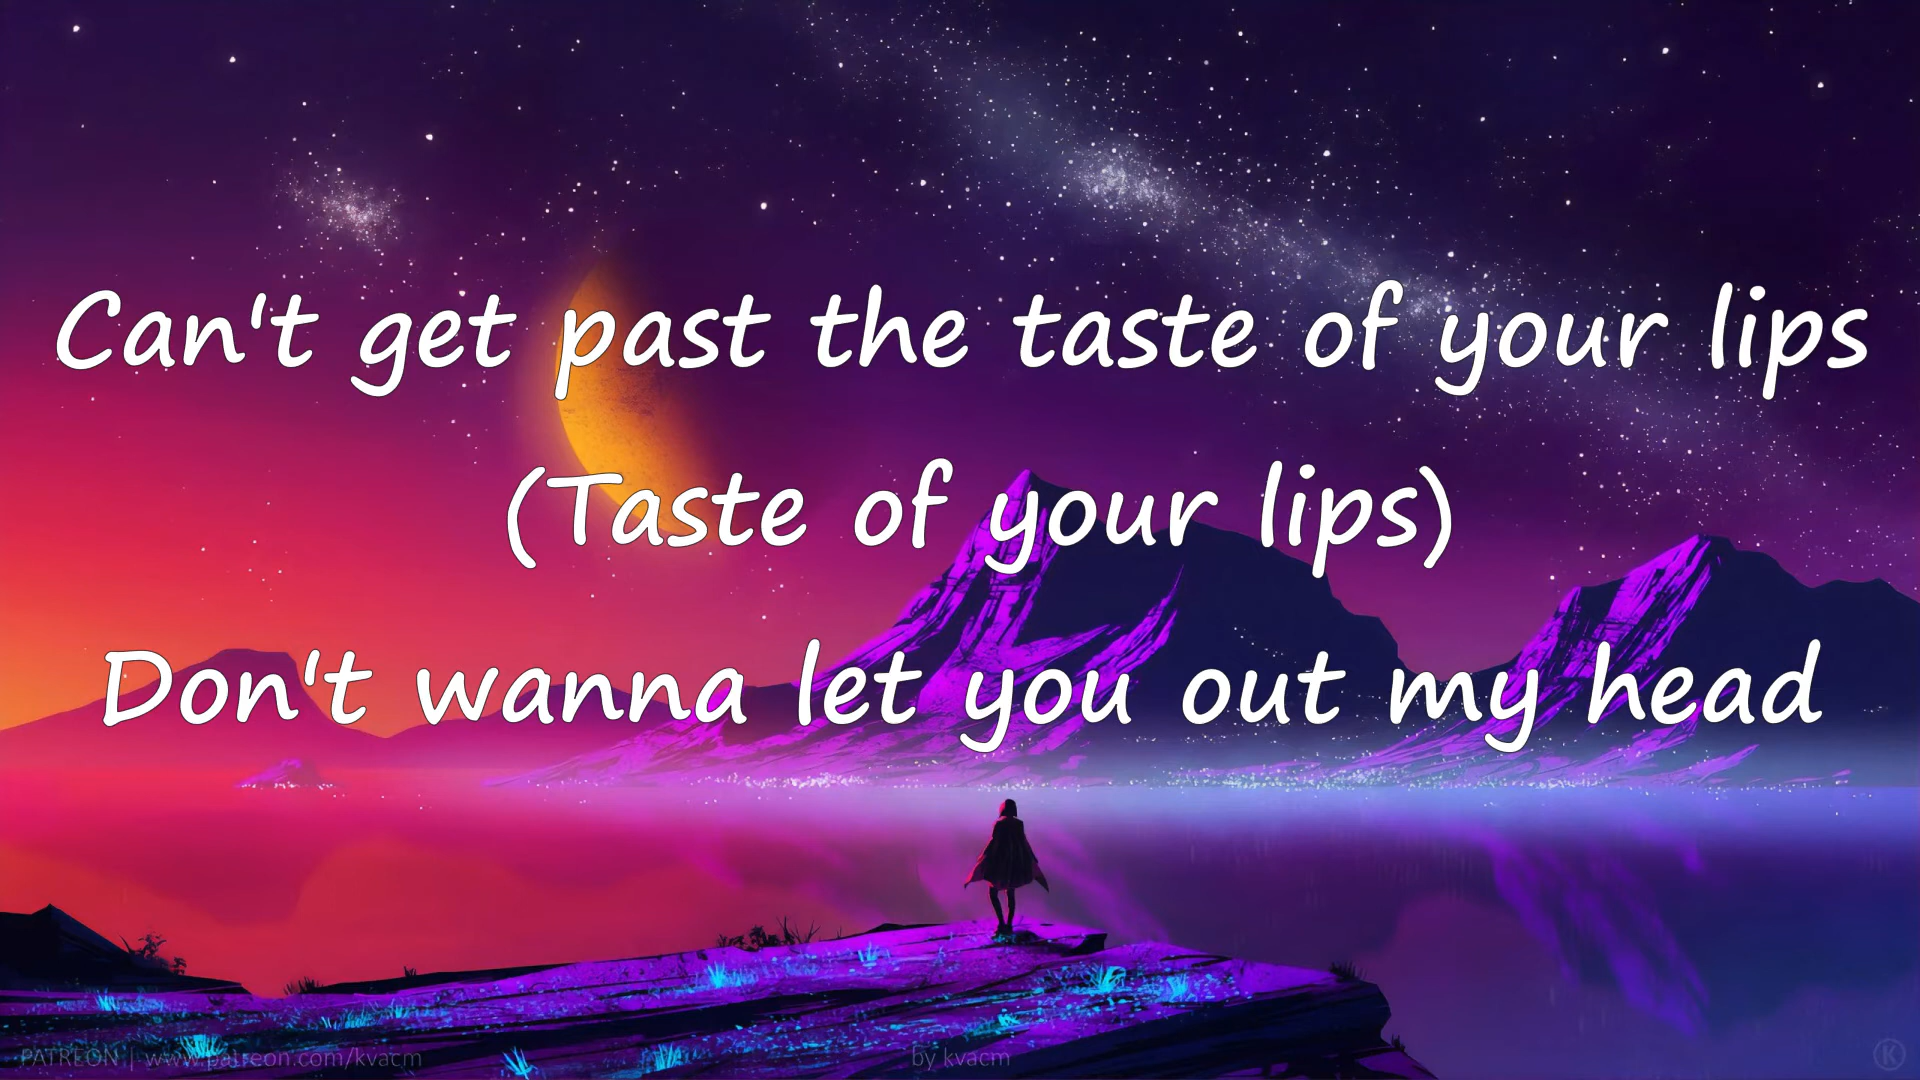 Can't get past the taste of your lips
(Taste of your lips)
Don't wanna let you out my head
PATREON | www.patreon.com/kvacm
by kvacm
K